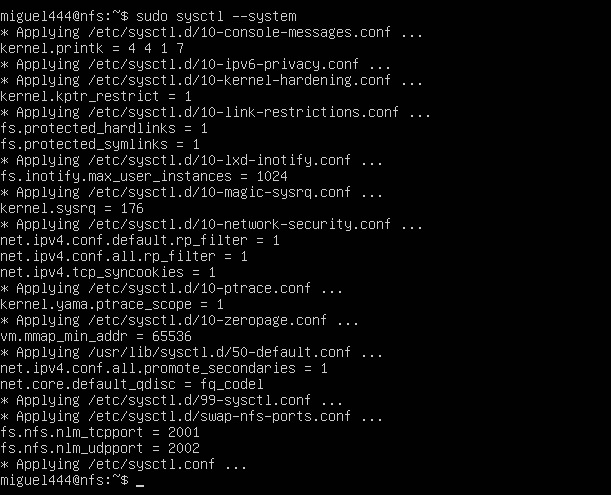 miguel444@nfs:~$ sudo sysctl --system
* Applying /etc/sysctl.d/10-console-messages.conf ...
kernel.printk = 4 4 1 7
* Applying /etc/sysctl.d/10-ipv6-privacy.conf ...
* Applying /etc/sysctl.d/10-kernel-hardening.conf ...
kernel.kptr_restrict = 1
* Applying /etc/sysctl.d/10-link-restrictions.conf ...
fs.protected_hardlinks = 1
fs.protected_symlinks = 1
* Applying /etc/sysctl.d/10-lxd-inotify.conf ...
fs.inotify.max_user_instances = 1024
* Applying /etc/sysctl.d/10-magic-sysrq.conf ...
kernel.sysrq = 176
* Applying /etc/sysctl.d/10-network-security.conf ...
net.ipv4.conf.default.rp_filter = 1
net.ipv4.conf.all.rp_filter = 1
net.ipv4.tcp_syncookies = 1
* Applying /etc/sysctl.d/10-ptrace.conf ...
kernel.yama.ptrace_scope = 1
* Applying /etc/sysctl.d/10-zeropage.conf ...
vm.mmap_min_addr = 65536
* Applying /usr/lib/sysctl.d/50-default.conf ...
net.ipv4.conf.all.promote_secondaries = 1
net.core.default_qdisc = fq_codel
* Applying /etc/sysctl.d/99-sysctl.conf ...
* Applying /etc/sysctl.d/swap-nfs-ports.conf ...
fs.nfs.nlm_tcpport = 2001
fs.nfs.nlm_udpport = 2002
* Applying /etc/sysctl.conf ...
miguel444@nfs:~$ _